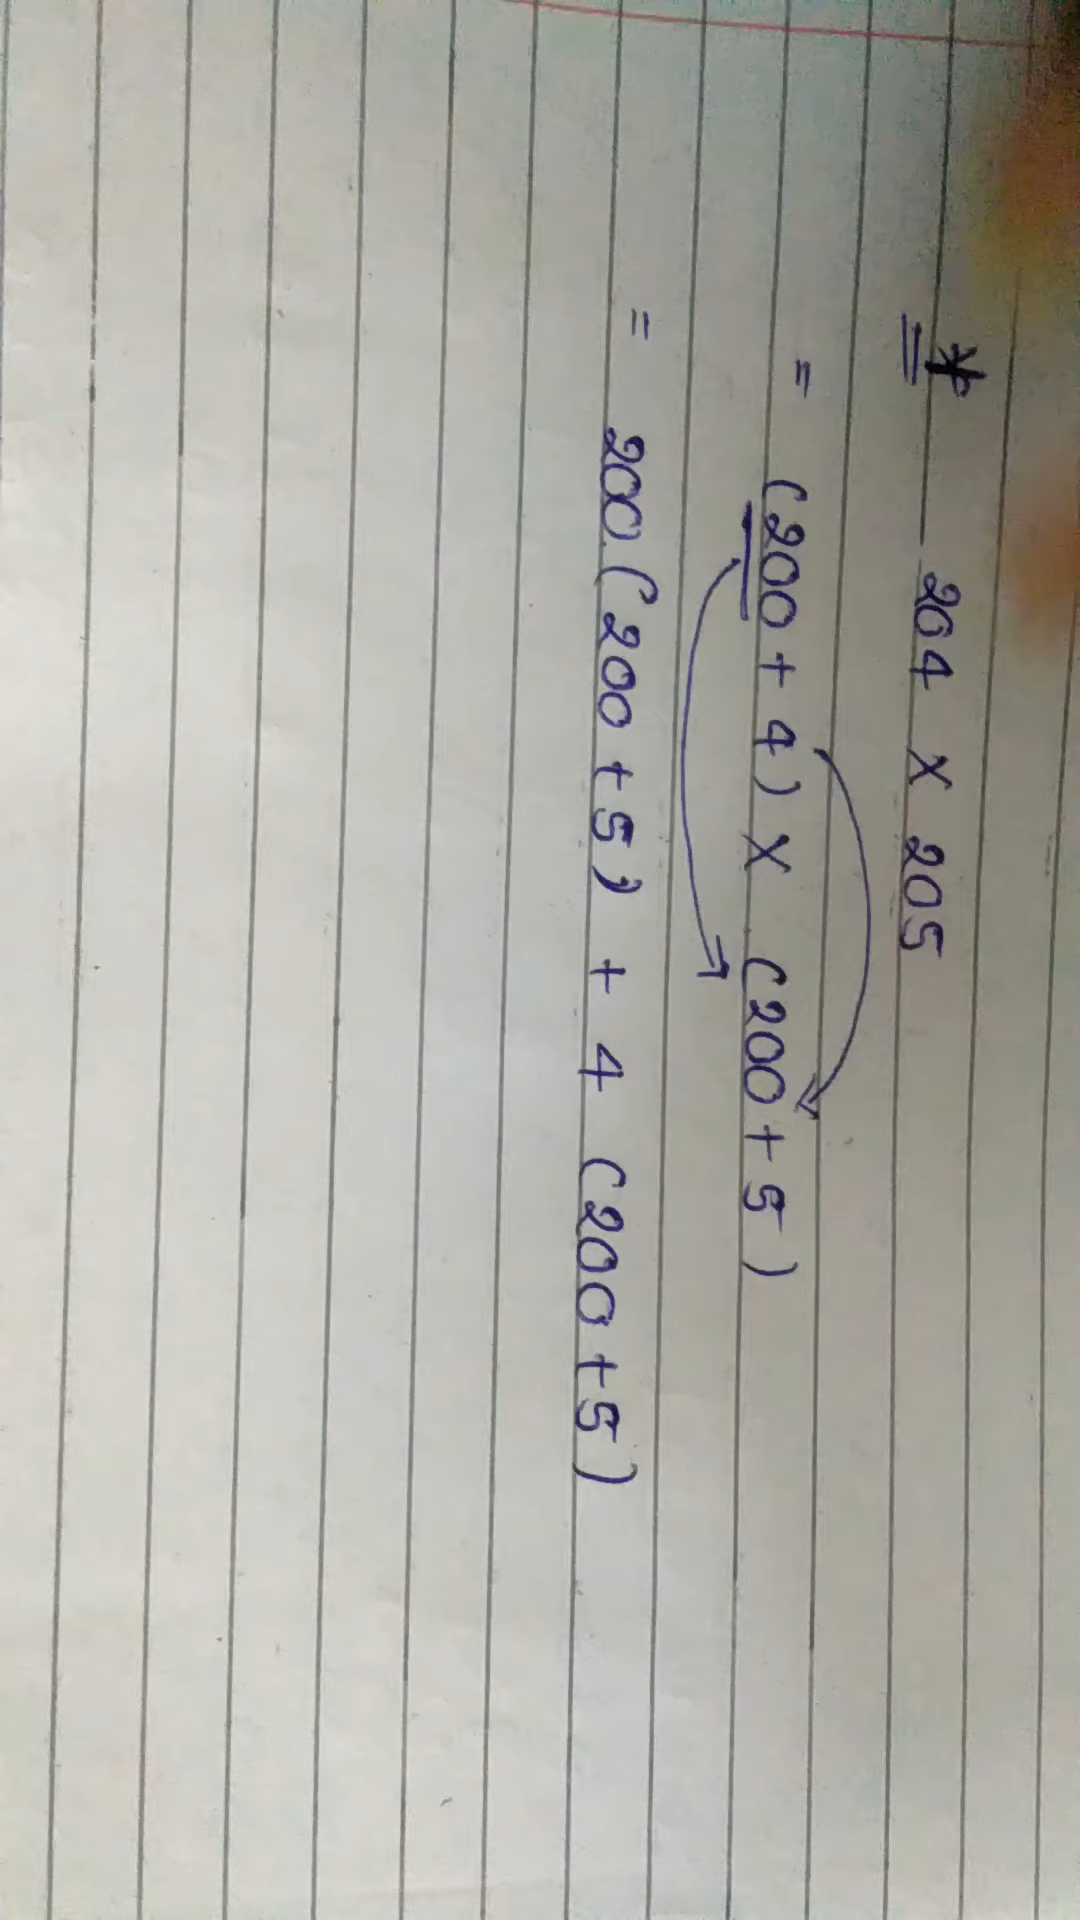 * 204 × 205
= (200 + 4) × (200 + 5)
= 200 (200 + 5) + 4 (200 + 5)